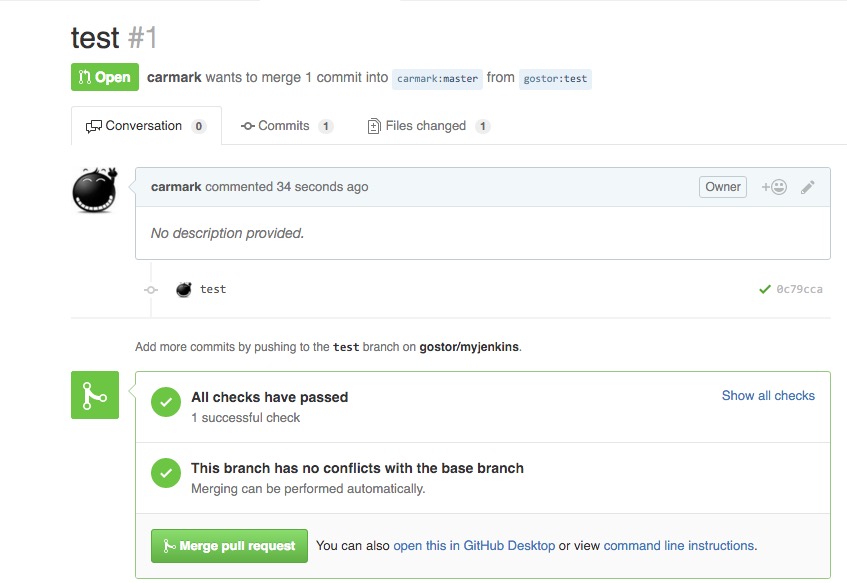 test #1
Open carmark wants to merge 1 commit into carmark:master from gostor:test
Conversation 0 Commits 1 Files changed 1
carmark commented 34 seconds ago Owner
No description provided.
test 0c79cca
Add more commits by pushing to the test branch on gostor/myjenkins.
All checks have passed Show all checks
1 successful check
This branch has no conflicts with the base branch
Merging can be performed automatically.
Merge pull request You can also open this in GitHub Desktop or view command line instructions.